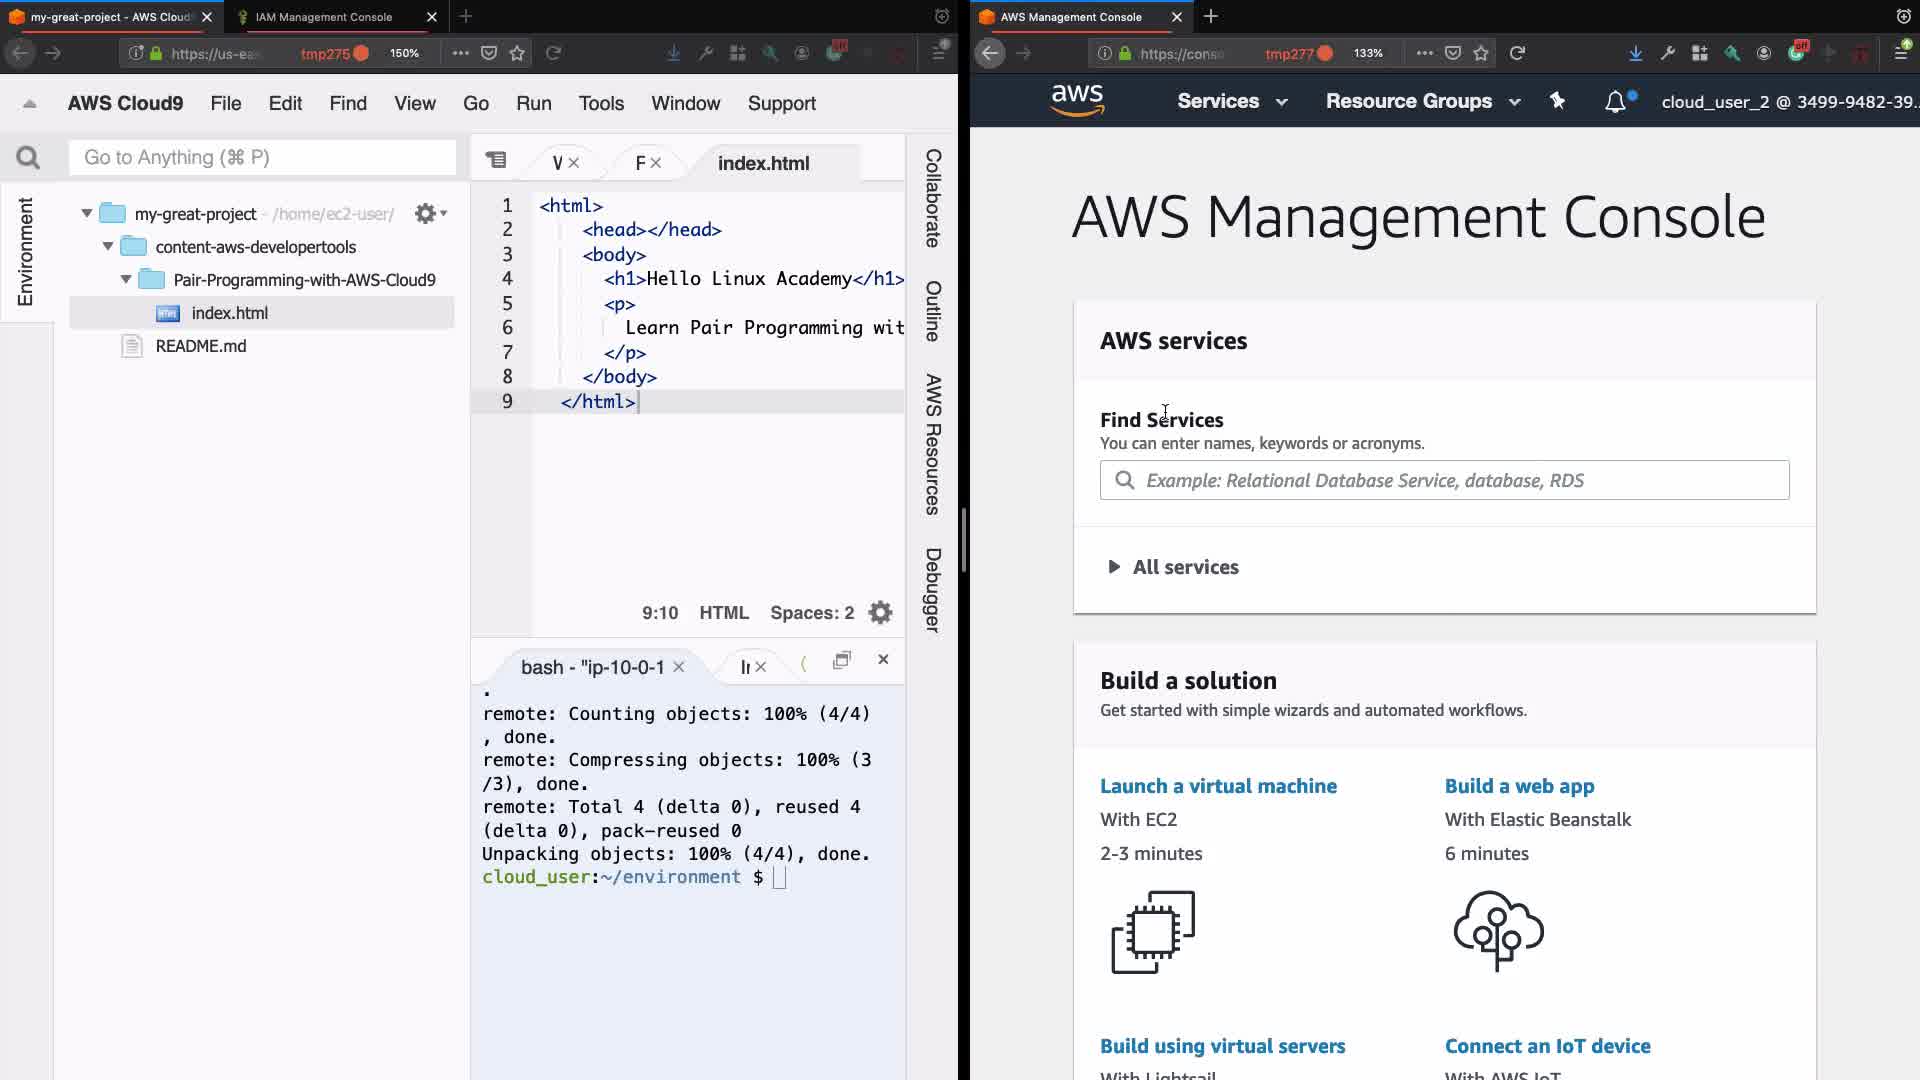 my-great-project - AWS Cloud9
IAM Management Console
https://us-eas
tmp275
150%
AWS Cloud9 File Edit Find View Go Run Tools Window Support
Go to Anything (⌘ P)
Environment
my-great-project - /home/ec2-user/
content-aws-developertools
Pair-Programming-with-AWS-Cloud9
index.html
README.md
V
F
index.html
1 <html>
2 <head></head>
3 <body>
4 <h1>Hello Linux Academy</h1>
5 <p>
6 Learn Pair Programming wit
7 </p>
8 </body>
9 </html>
9:10 HTML Spaces: 2
Collaborate
Outline
AWS Resources
Debugger
bash - "ip-10-0-1
.
remote: Counting objects: 100% (4/4)
, done.
remote: Compressing objects: 100% (3
/3), done.
remote: Total 4 (delta 0), reused 4
(delta 0), pack-reused 0
Unpacking objects: 100% (4/4), done.
cloud_user:~/environment $
AWS Management Console
https://conso
tmp277
133%
off
aws
Services
Resource Groups
cloud_user_2 @ 3499-9482-39...
AWS Management Console
AWS services
Find Services
You can enter names, keywords or acronyms.
Example: Relational Database Service, database, RDS
All services
Build a solution
Get started with simple wizards and automated workflows.
Launch a virtual machine
With EC2
2-3 minutes
Build a web app
With Elastic Beanstalk
6 minutes
Build using virtual servers
With Lightsail
Connect an IoT device
With AWS IoT